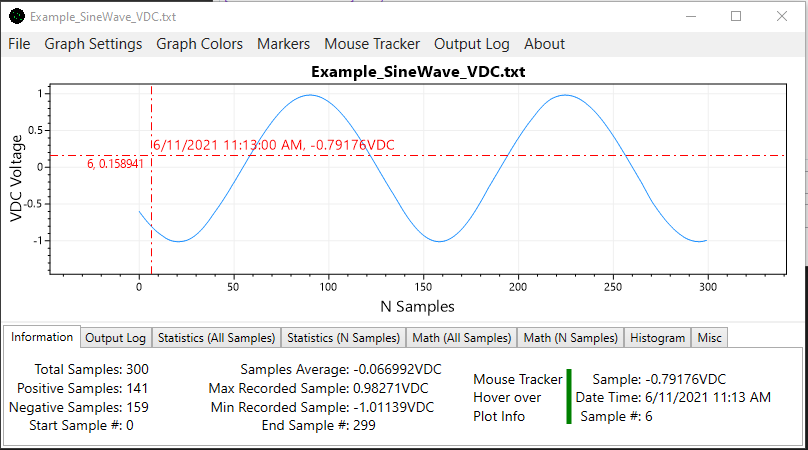 Example_SineWave_VDC.txt
File Graph Settings Graph Colors Markers Mouse Tracker Output Log About
Example_SineWave_VDC.txt
VDC Voltage
1
0.5
0
-0.5
-1
6/11/2021 11:13:00 AM, -0.79176VDC
6, 0.158941
0 50 100 150 200 250 300
N Samples
Information Output Log Statistics (All Samples) Statistics (N Samples) Math (All Samples) Math (N Samples) Histogram Misc
Total Samples: 300
Positive Samples: 141
Negative Samples: 159
Start Sample #: 0
Samples Average: -0.066992VDC
Max Recorded Sample: 0.98271VDC
Min Recorded Sample: -1.01139VDC
End Sample #: 299
Mouse Tracker
Hover over
Plot Info
Sample: -0.79176VDC
Date Time: 6/11/2021 11:13 AM
Sample #: 6